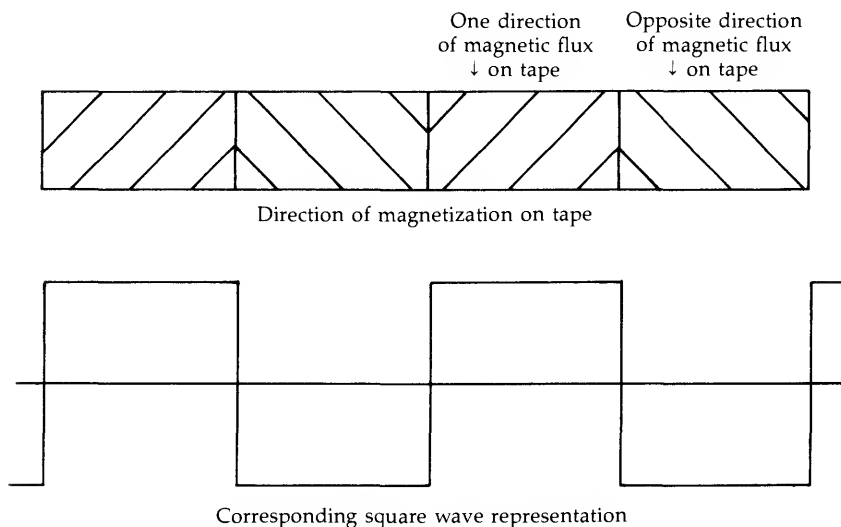 One direction
of magnetic flux
↓ on tape
Opposite direction
of magnetic flux
↓ on tape
Direction of magnetization on tape
Corresponding square wave representation